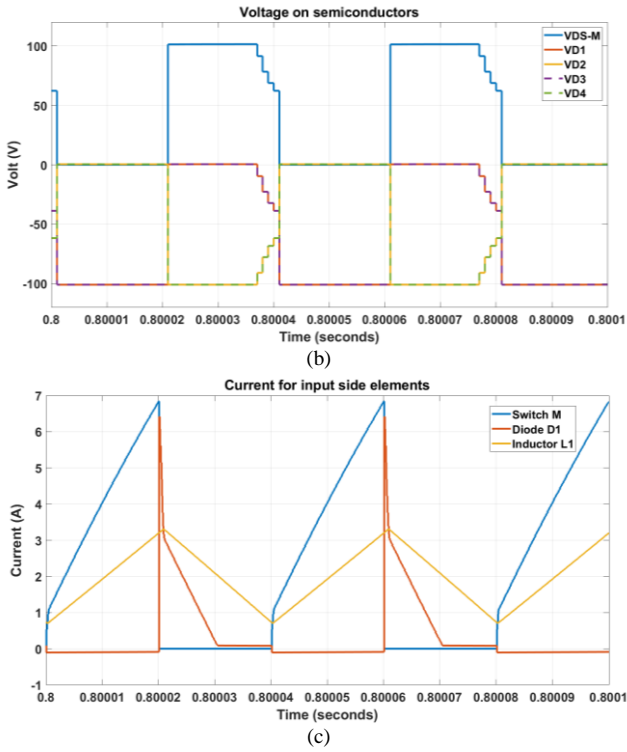 Voltage on semiconductors
VDS-M
VD1
VD2
VD3
VD4
100
50
0
-50
-100
Volt (V)
0.8 0.80001 0.80002 0.80003 0.80004 0.80005 0.80006 0.80007 0.80008 0.80009 0.8001
Time (seconds)
(b)
Current for input side elements
Switch M
Diode D1
Inductor L1
7
6
5
4
3
2
1
0
-1
Current (A)
0.8 0.80001 0.80002 0.80003 0.80004 0.80005 0.80006 0.80007 0.80008 0.80009 0.8001
Time (seconds)
(c)